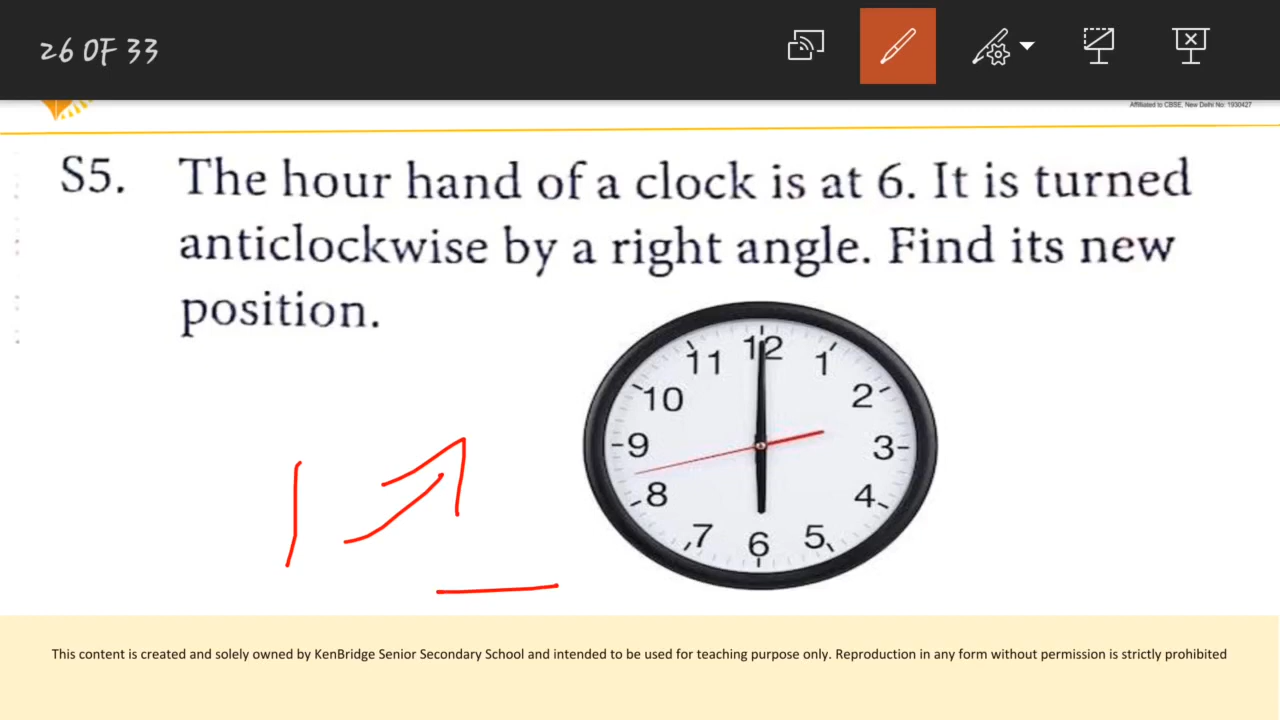 26 OF 33
Affiliated to CBSE, New Delhi No: 1930427
S5. The hour hand of a clock is at 6. It is turned
anticlockwise by a right angle. Find its new
position.
12
11
1
10
2
9
3
8
4
7
5
6
This content is created and solely owned by KenBridge Senior Secondary School and intended to be used for teaching purpose only. Reproduction in any form without permission is strictly prohibited